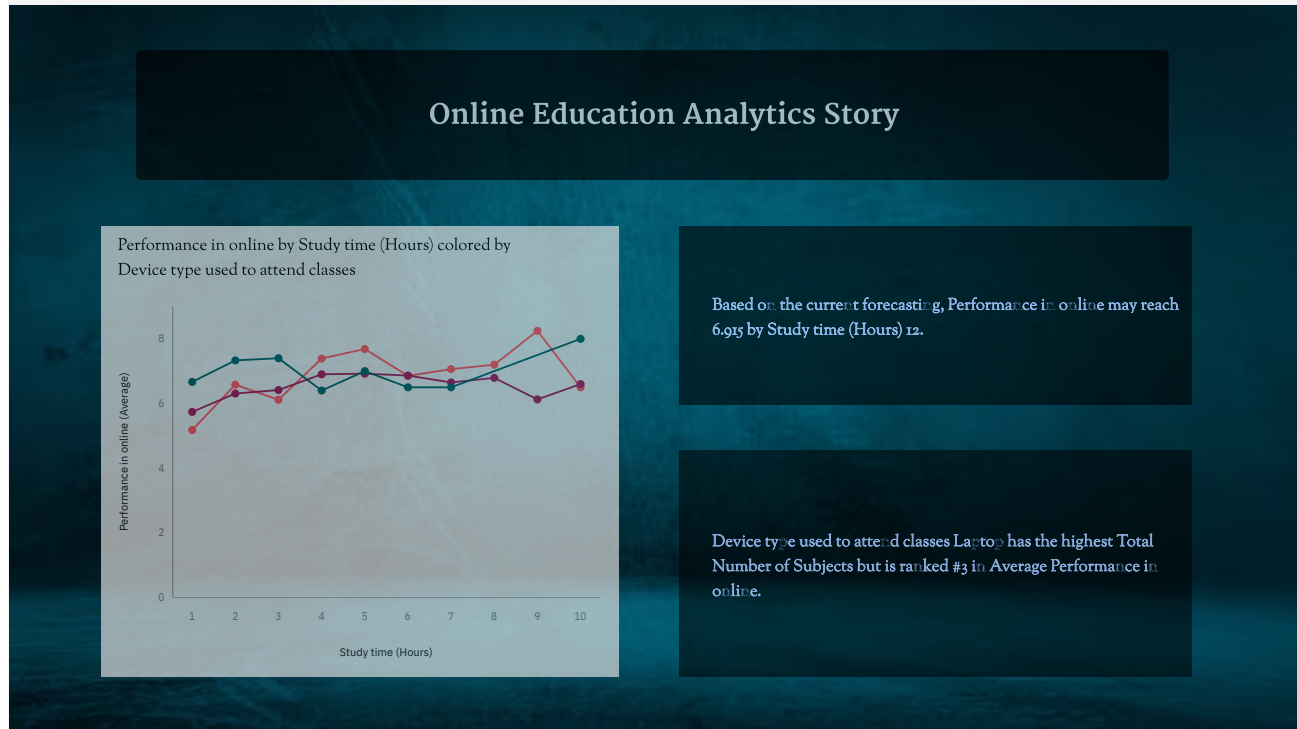 Online Education Analytics Story
Performance in online by Study time (Hours) colored by
Device type used to attend classes
Performance in online (Average)
8
6
4
2
0
1 2 3 4 5 6 7 8 9 10
Study time (Hours)
Based on the current forecasting, Performance in online may reach
6.915 by Study time (Hours) 12.
Device type used to attend classes Laptop has the highest Total
Number of Subjects but is ranked #3 in Average Performance in
online.